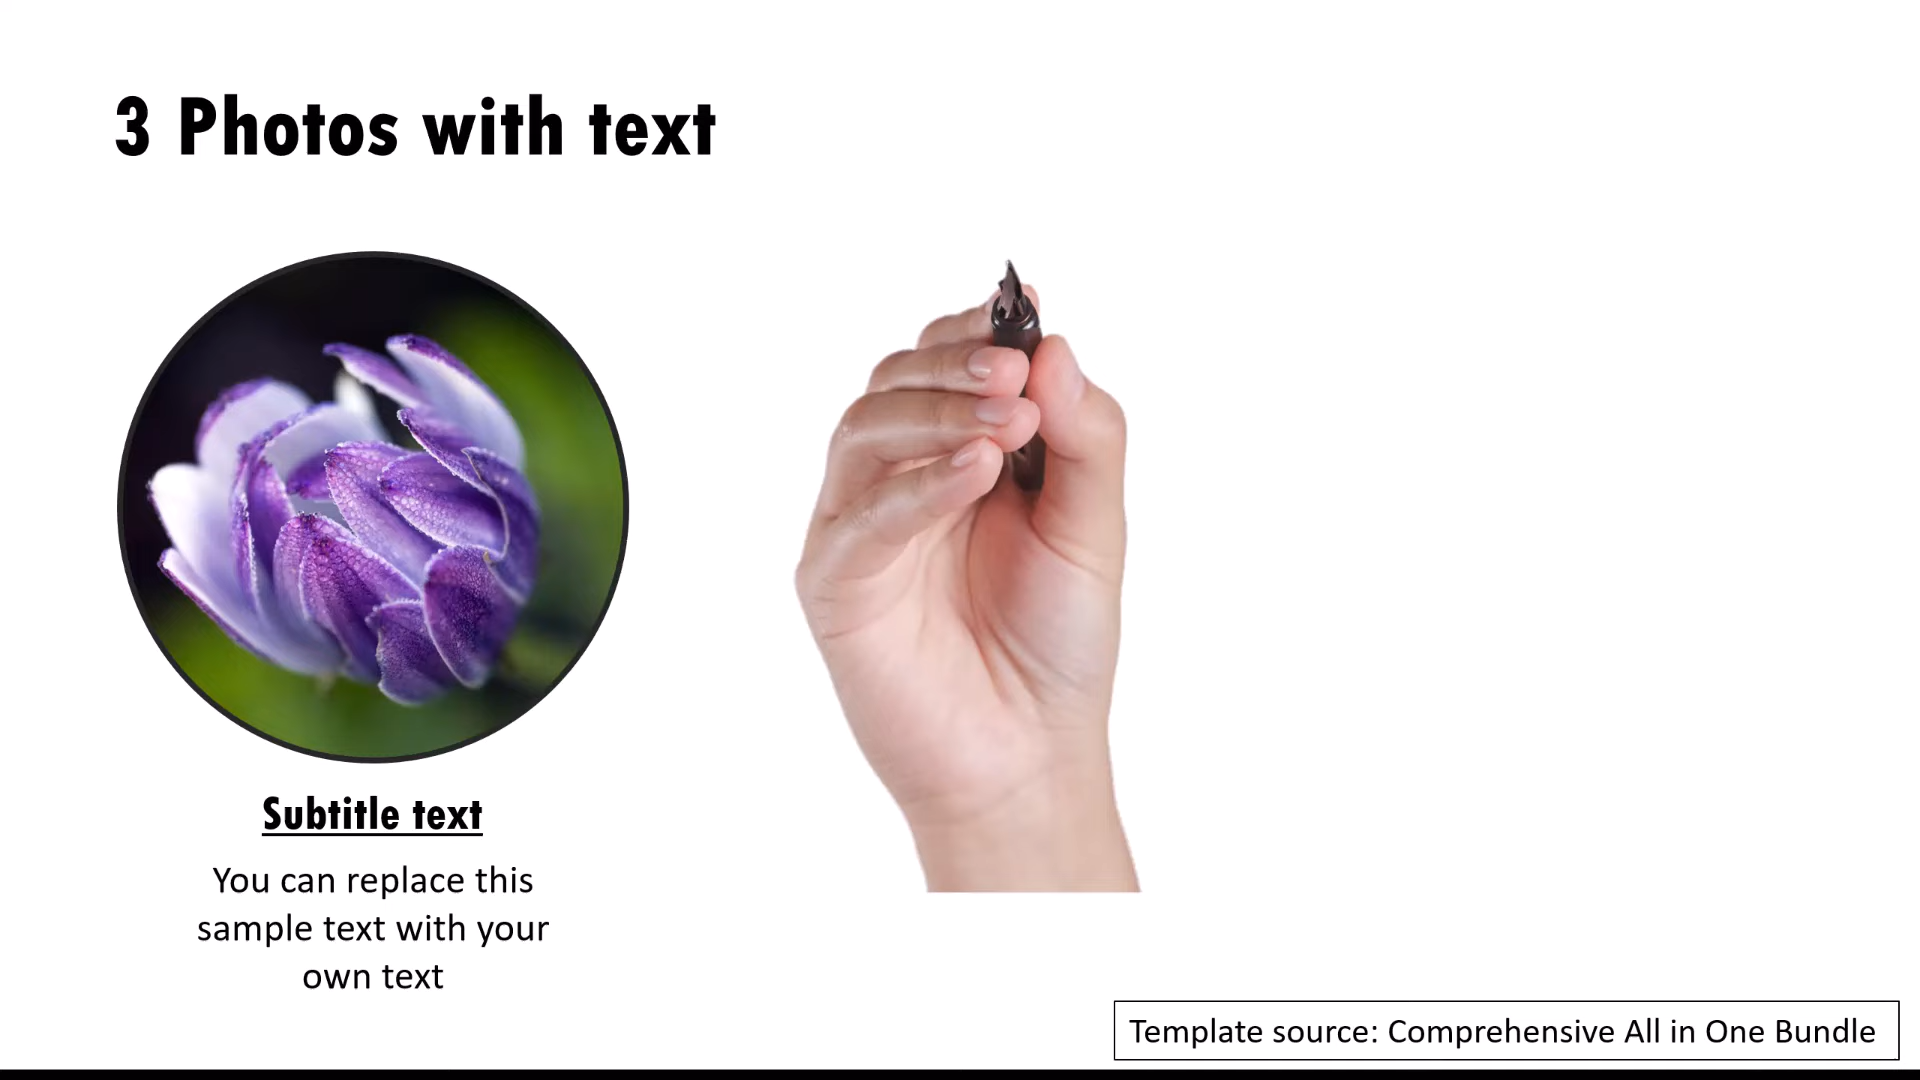 3 Photos with text
Subtitle text
You can replace this
sample text with your
own text
Template source: Comprehensive All in One Bundle